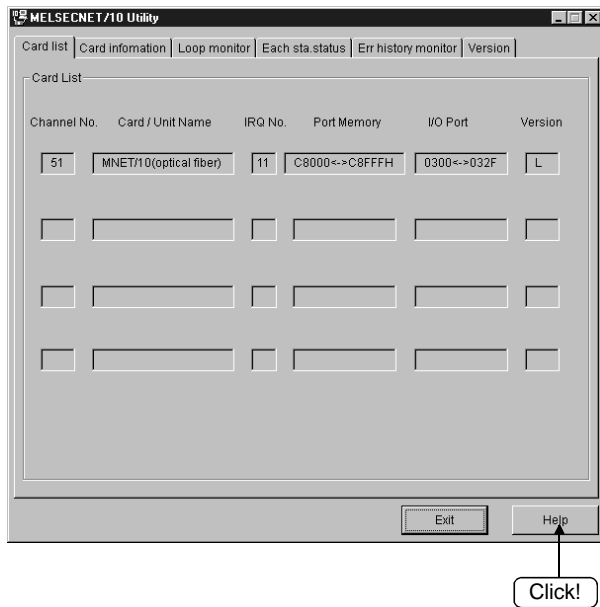 MELSECNET/10 Utility
Card list Card infomation Loop monitor Each sta.status Err history monitor Version
Card List
Channel No. Card / Unit Name IRQ No. Port Memory I/O Port Version
51 MNET/10(optical fiber) 11 C8000<->C8FFFH 0300<->032F L
Exit Help
Click!